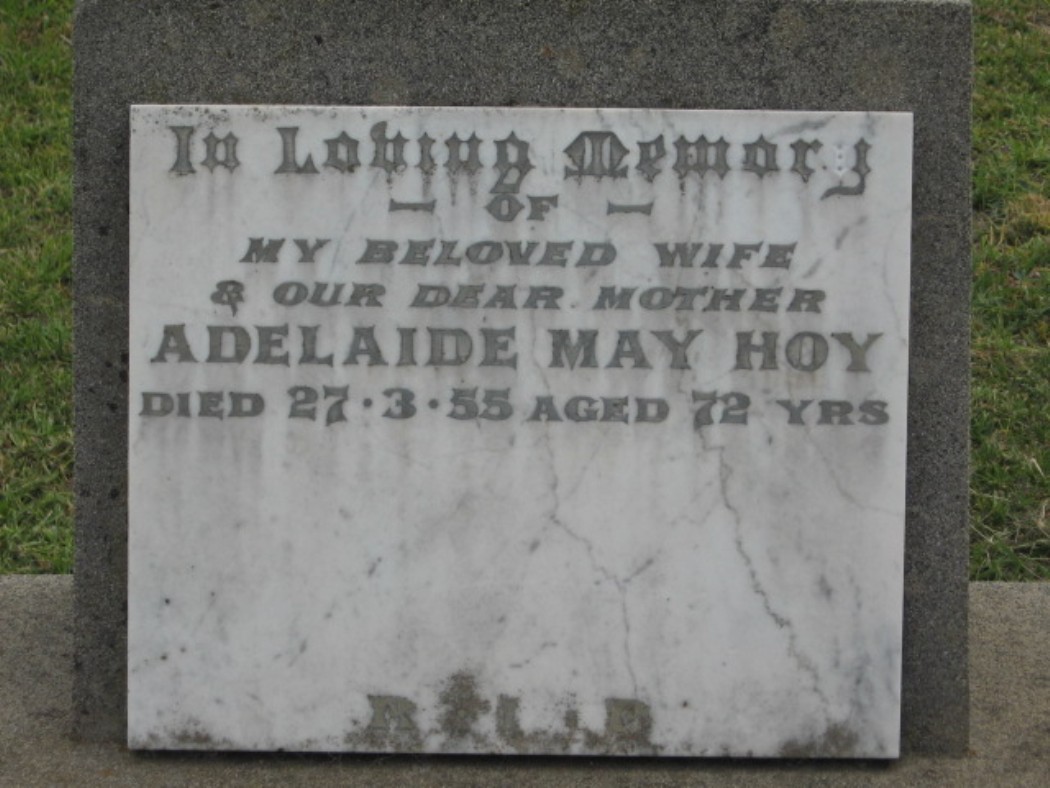 In Loving Memory
— OF —
MY BELOVED WIFE
& OUR DEAR MOTHER
ADELAIDE MAY HOY
DIED 27·3·55 AGED 72 YRS
R.I.P